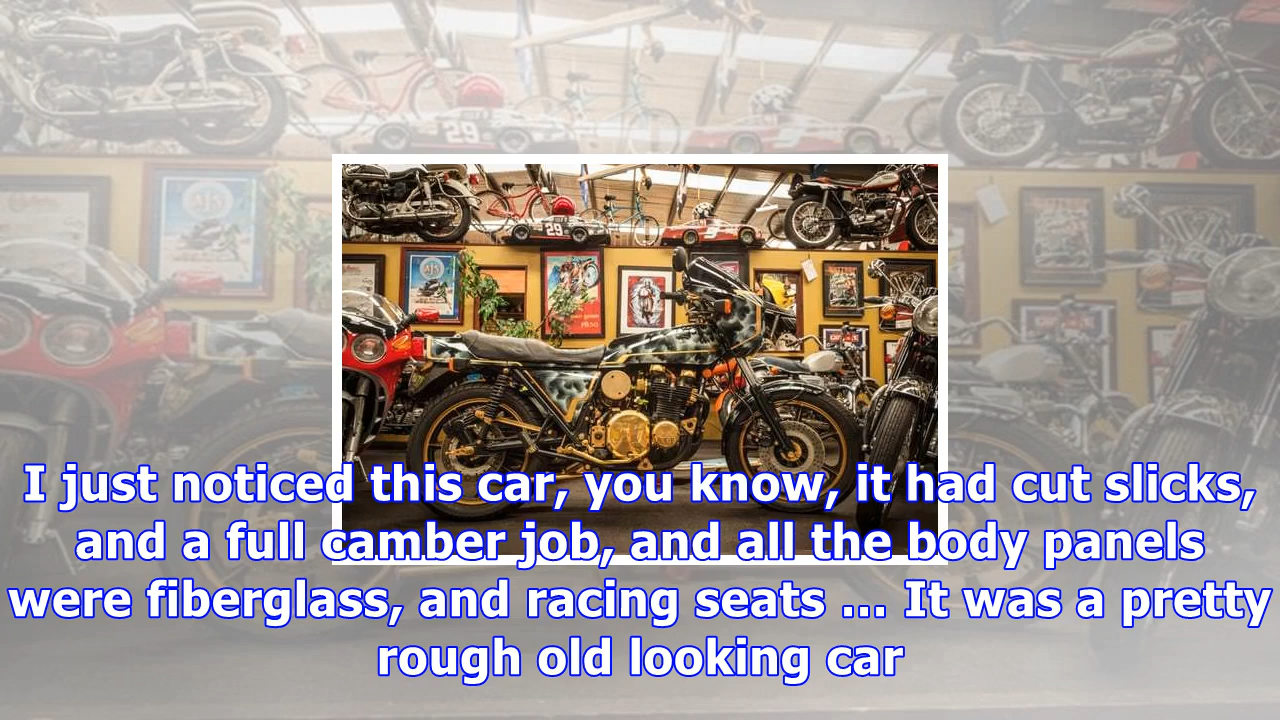 29
I just noticed this car, you know, it had cut slicks,
and a full camber job, and all the body panels
were fiberglass, and racing seats ... It was a pretty
rough old looking car